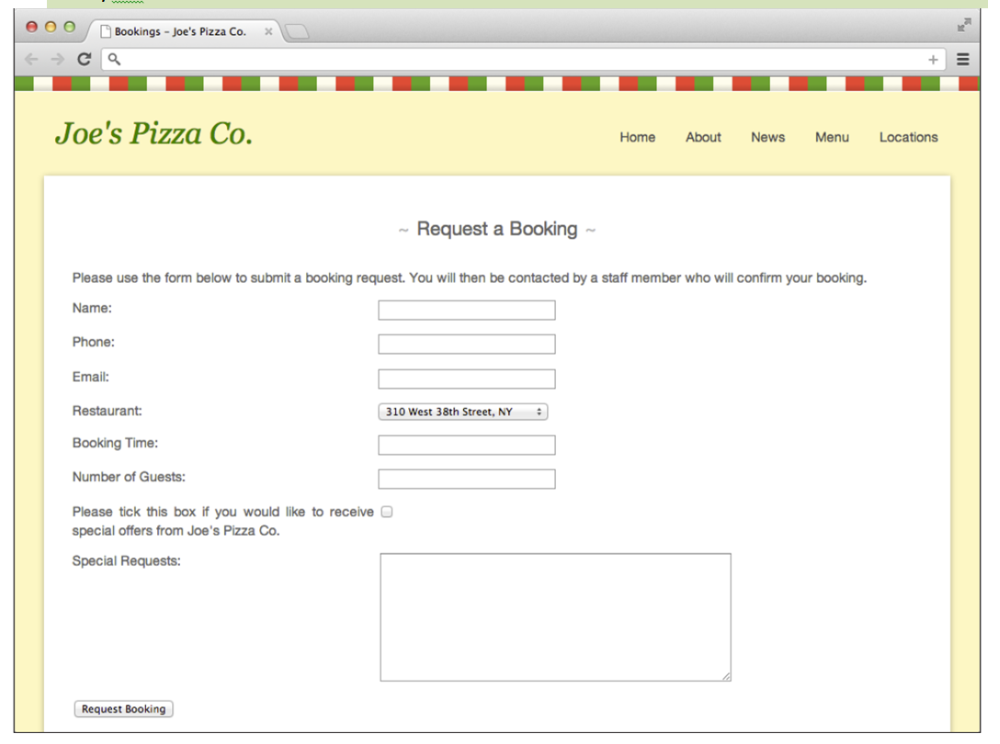 Bookings – Joe's Pizza Co.
Joe's Pizza Co.
Home About News Menu Locations
~ Request a Booking ~
Please use the form below to submit a booking request. You will then be contacted by a staff member who will confirm your booking.
Name:
Phone:
Email:
Restaurant: 310 West 38th Street, NY
Booking Time:
Number of Guests:
Please tick this box if you would like to receive
special offers from Joe's Pizza Co.
Special Requests:
Request Booking